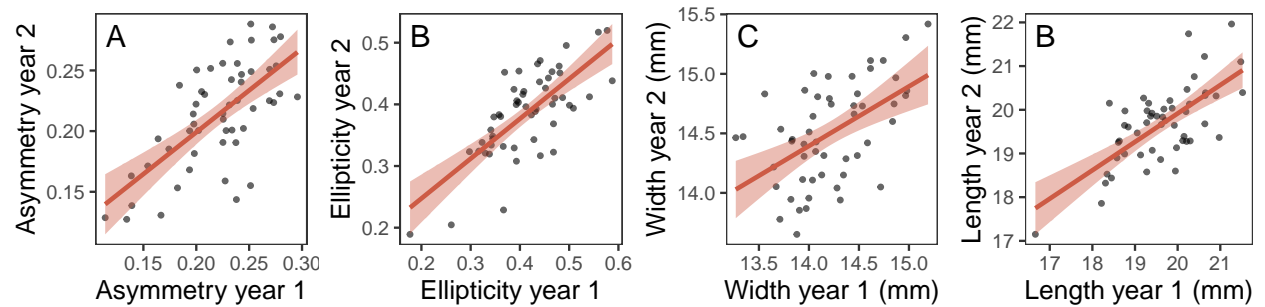 A
Asymmetry year 2
0.25
0.20
0.15
0.15 0.20 0.25 0.30
Asymmetry year 1
B
Ellipticity year 2
0.5
0.4
0.3
0.2
0.2 0.3 0.4 0.5 0.6
Ellipticity year 1
C
Width year 2 (mm)
15.5
15.0
14.5
14.0
13.5 14.0 14.5 15.0
Width year 1 (mm)
B
Length year 2 (mm)
22
21
20
19
18
17
17 18 19 20 21
Length year 1 (mm)